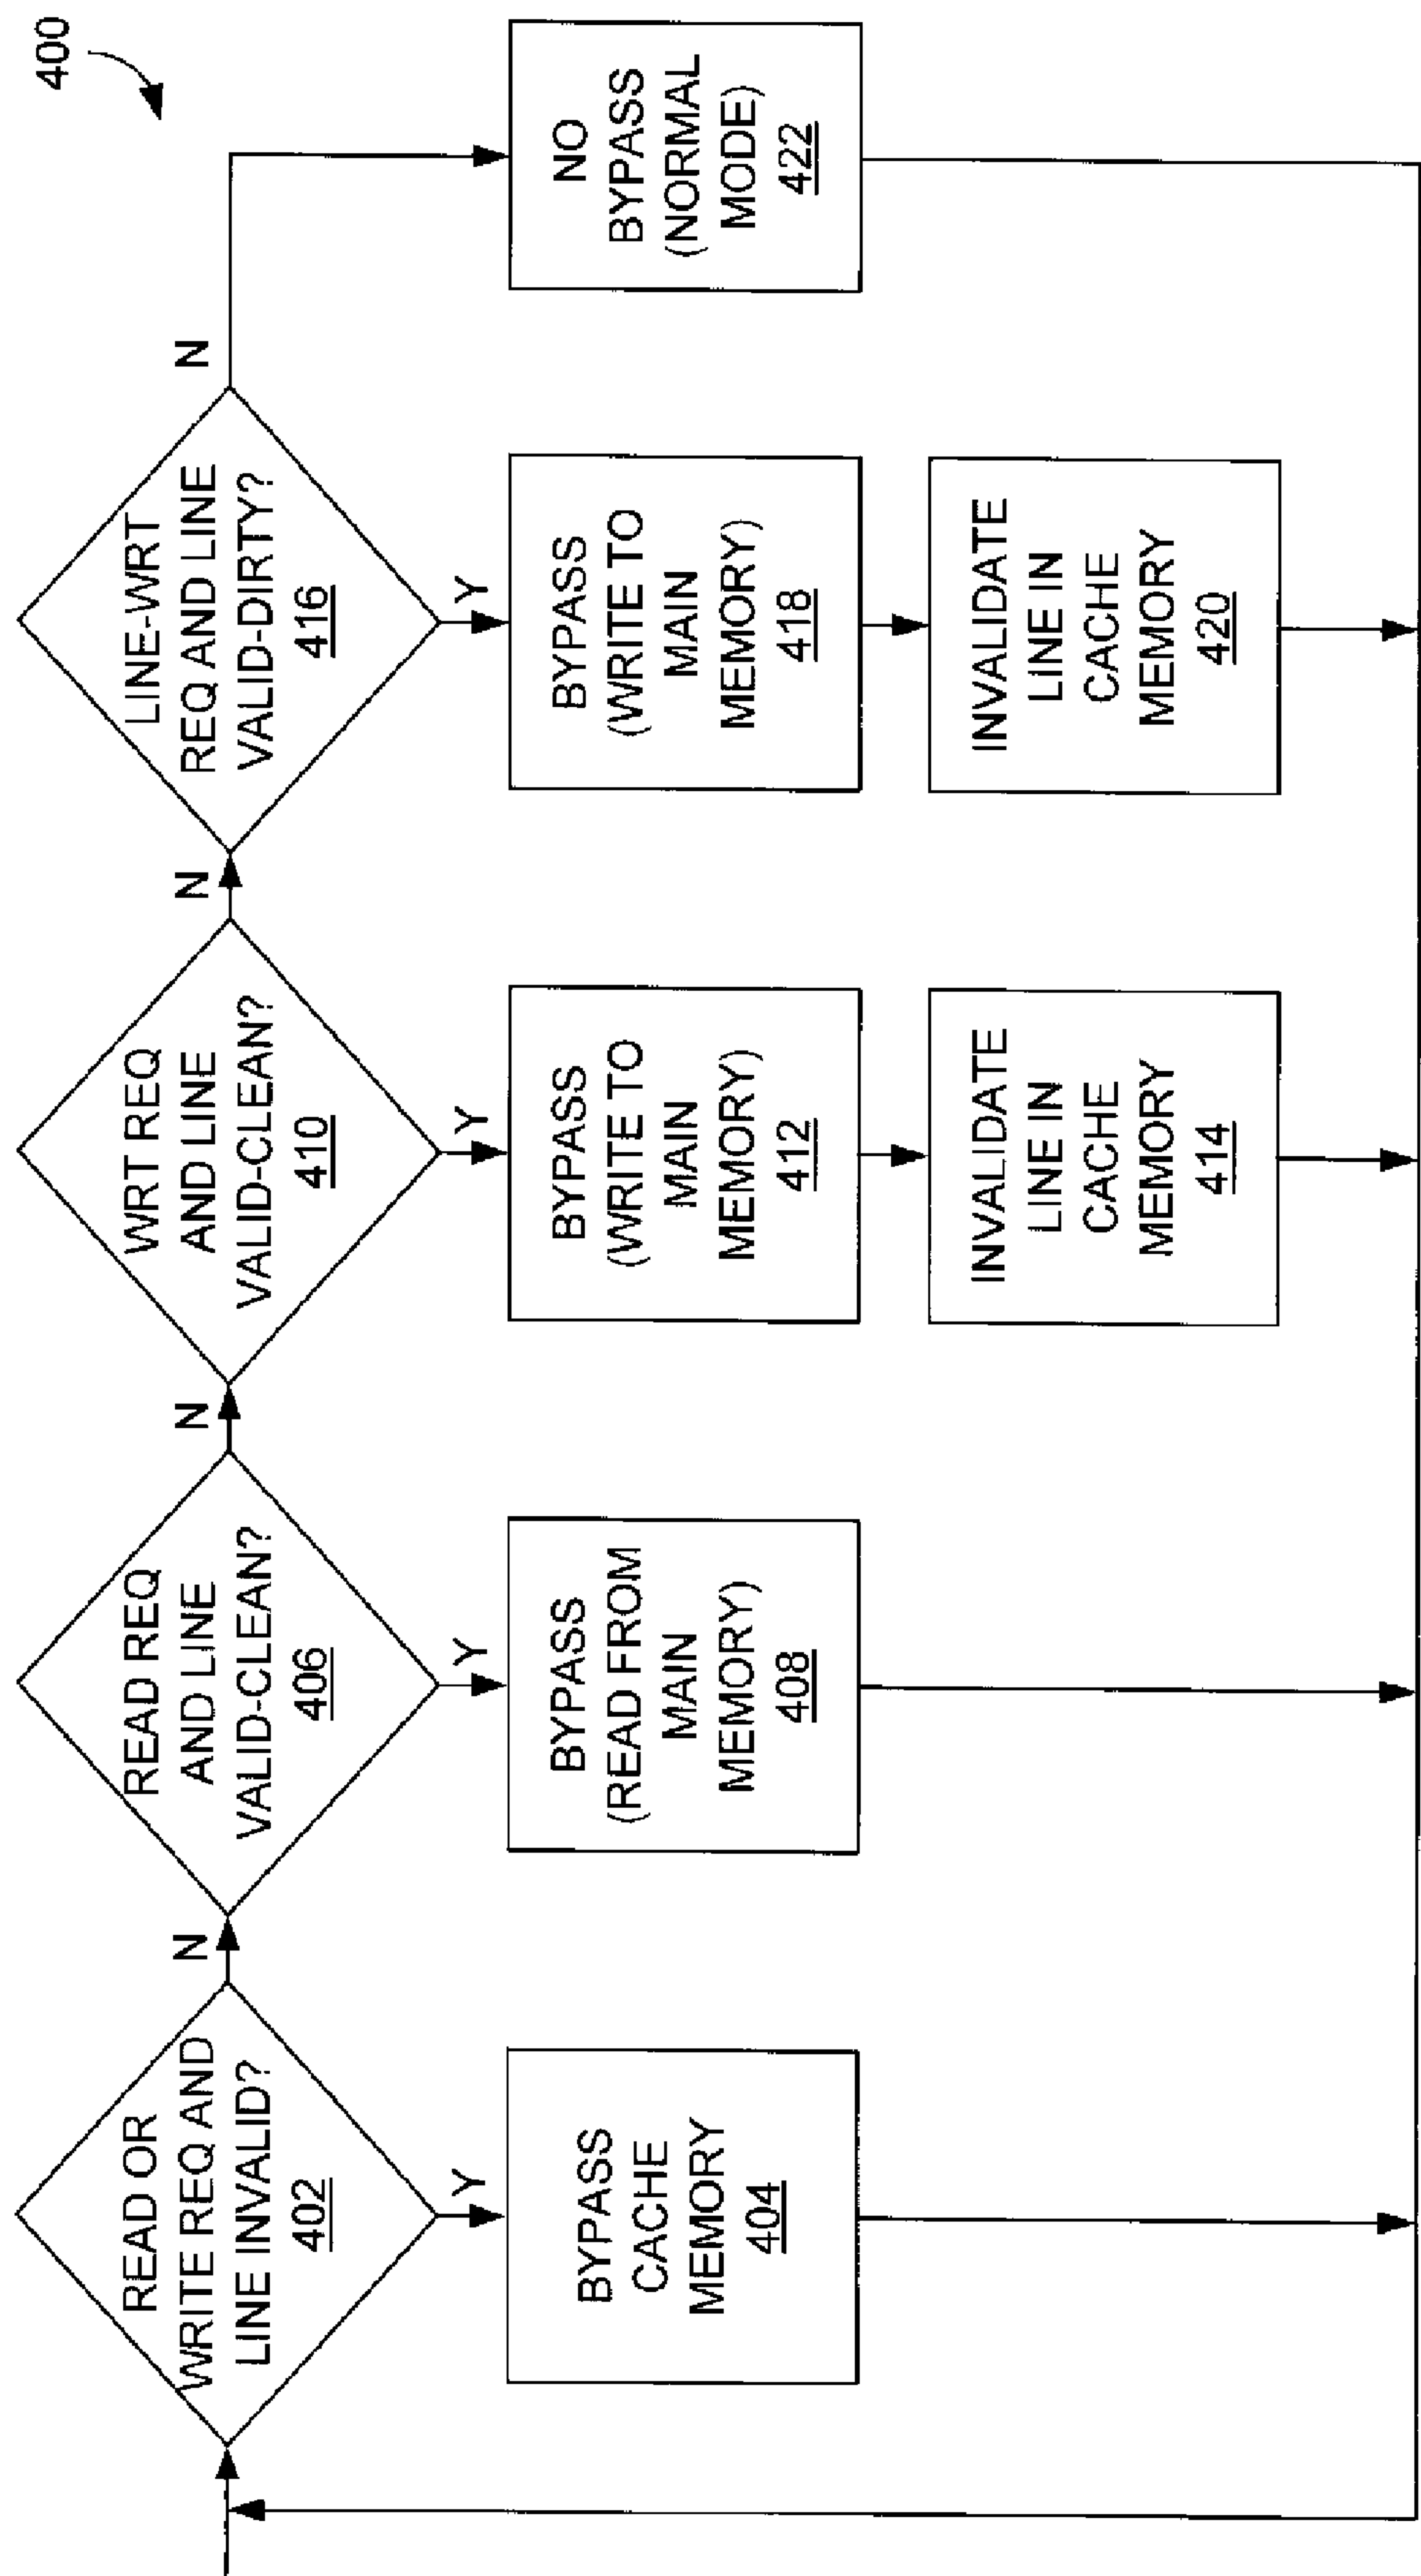 400
READ OR
WRITE REQ AND
LINE INVALID?
402
N
Y
BYPASS
CACHE
MEMORY
404
READ REQ
AND LINE
VALID-CLEAN?
406
N
Y
BYPASS
(READ FROM
MAIN
MEMORY)
408
WRT REQ
AND LINE
VALID-CLEAN?
410
N
Y
BYPASS
(WRITE TO
MAIN
MEMORY)
412
INVALIDATE
LINE IN
CACHE
MEMORY
414
LINE-WRT
REQ AND LINE
VALID-DIRTY?
416
N
Y
BYPASS
(WRITE TO
MAIN
MEMORY)
418
INVALIDATE
LINE IN
CACHE
MEMORY
420
NO
BYPASS
(NORMAL
MODE)
422